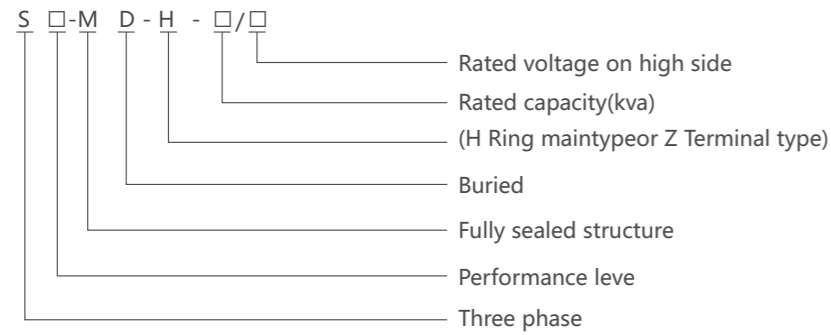 S □-M D - H - □/□
Rated voltage on high side
Rated capacity(kva)
(H Ring maintypeor Z Terminal type)
Buried
Fully sealed structure
Performance leve
Three phase